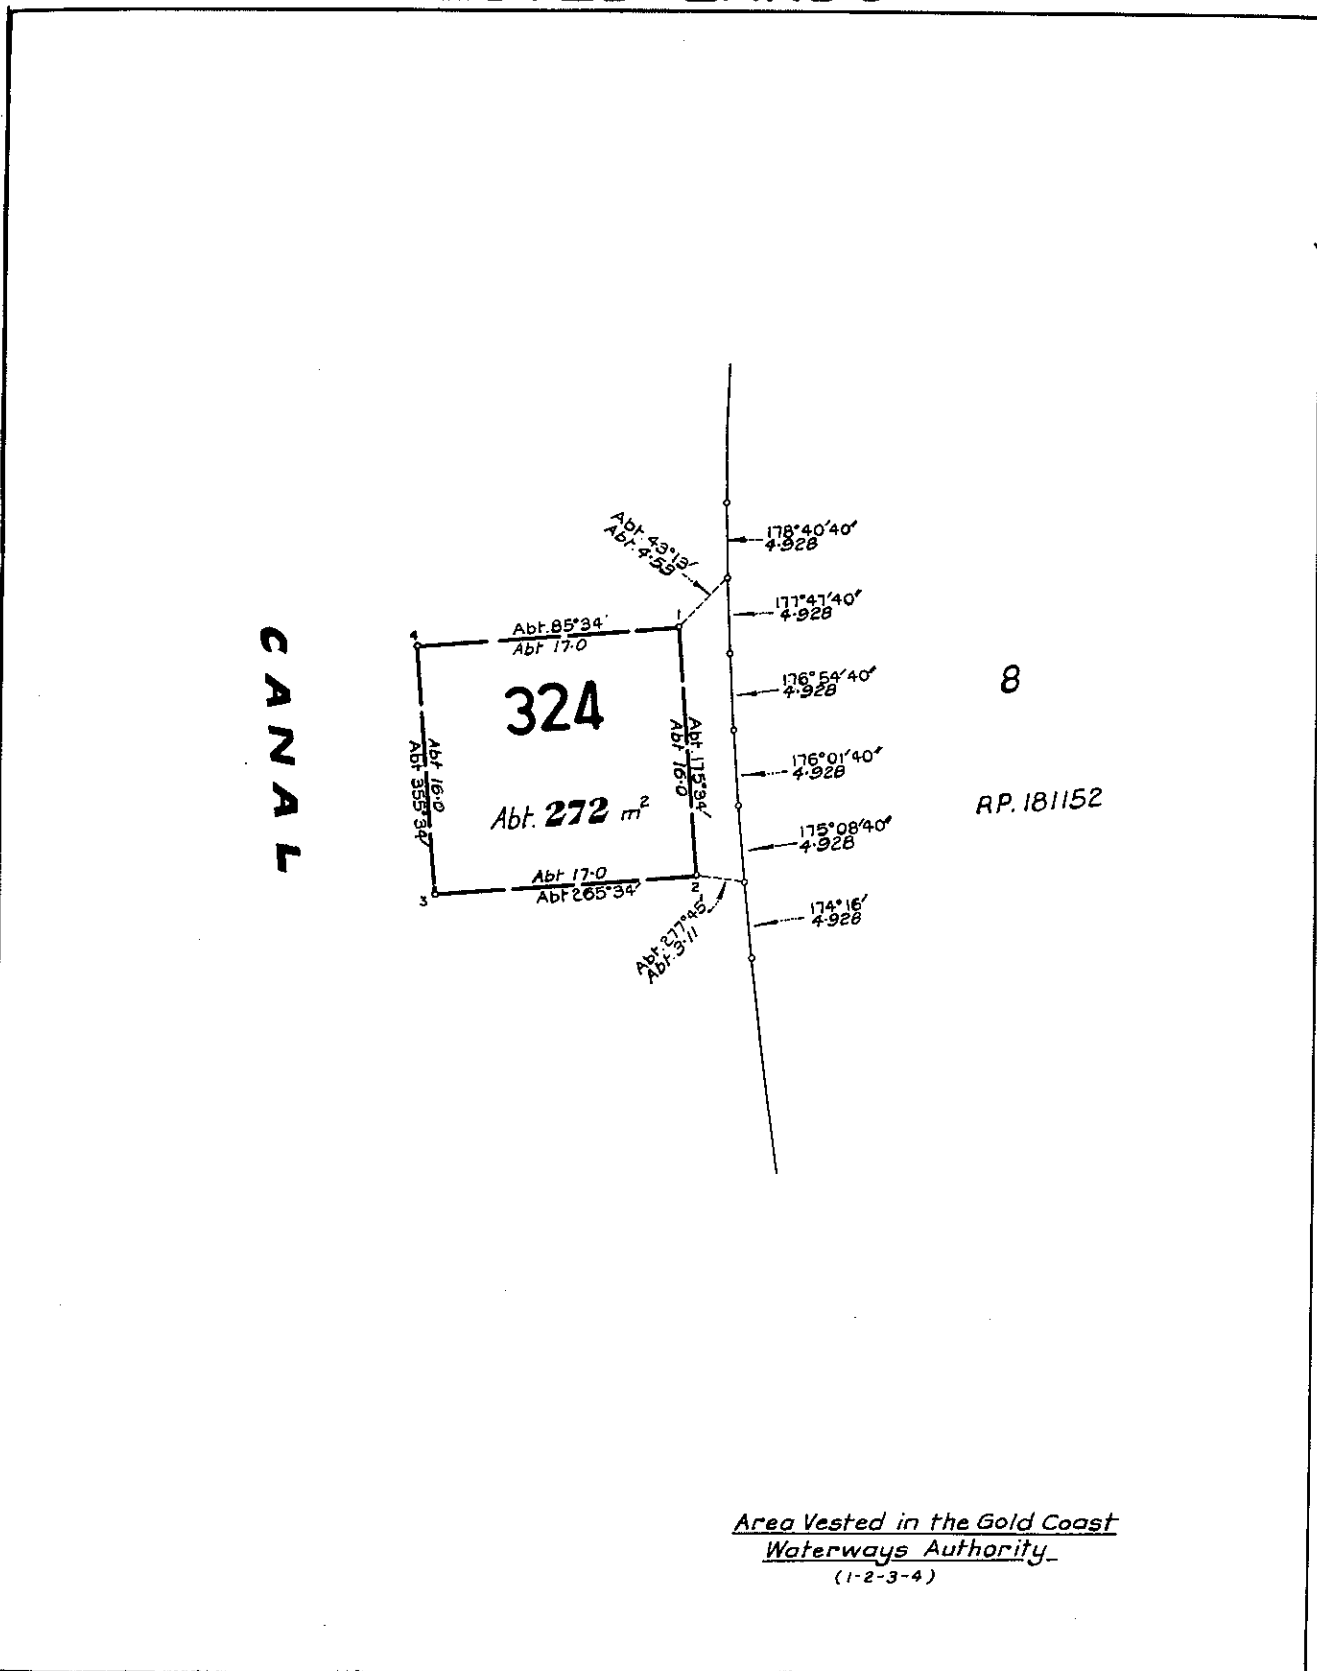 Abt. 43°13′
Abt. 4·53
178°40′40″
4·928
177°47′40″
4·928
176°54′40″
4·928
176°01′40″
4·928
175°08′40″
4·928
174°16′
4·928
1
4
Abt. 85°34′
Abt 17·0
324
Abt. 272 m²
Abt 16·0
Abt 355°34′
Abt. 175°34′
Abt 16·0
Abt 17·0
Abt 265°34′
3
2
Abt. 277°45′
Abt. 3·11
CANAL
8
RP. 181152
Area Vested in the Gold Coast
Waterways Authority
(1-2-3-4)